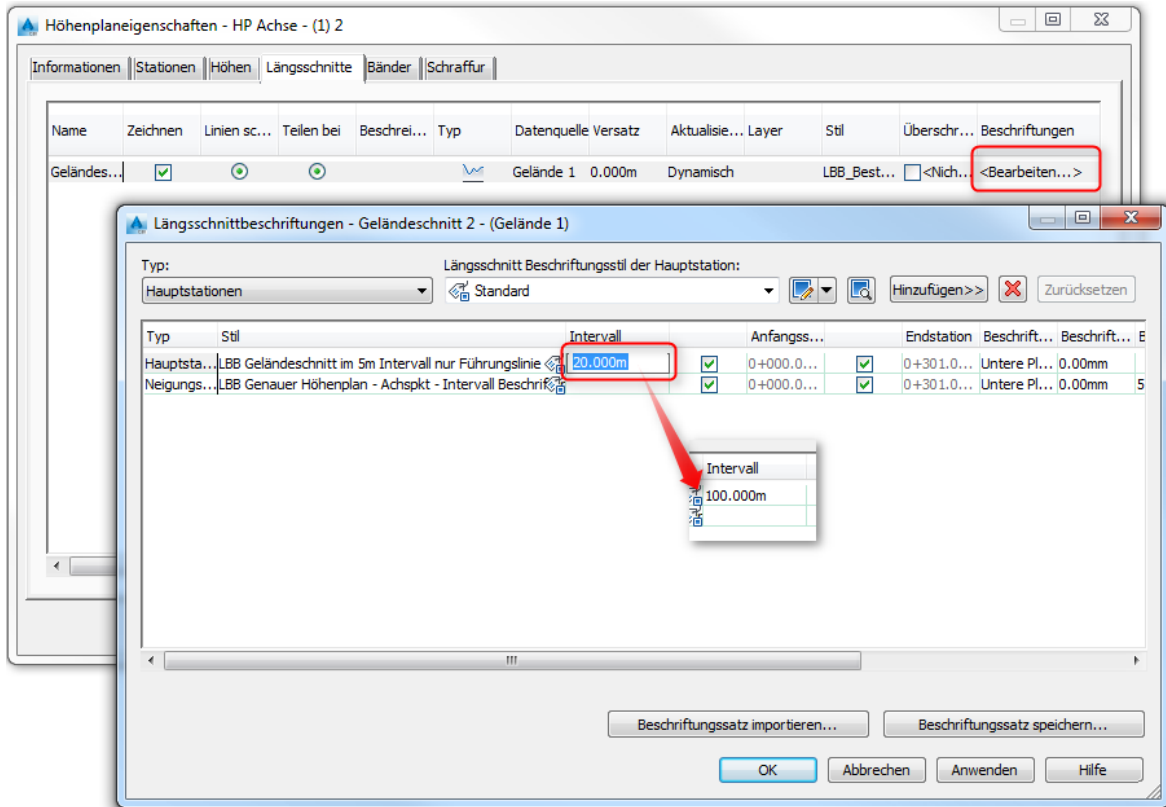 Höhenplaneigenschaften - HP Achse - (1) 2
Informationen Stationen Höhen Längsschnitte Bänder Schraffur
Name Zeichnen Linien sc... Teilen bei Beschrei... Typ Datenquelle Versatz Aktualisie... Layer Stil Überschr... Beschriftungen
Geländes... Gelände 1 0.000m Dynamisch LBB_Best... <Nich... <Bearbeiten...>
Längsschnittbeschriftungen - Geländeschnitt 2 - (Gelände 1)
Typ: Längsschnitt Beschriftungsstil der Hauptstation:
Hauptstationen Standard Hinzufügen>> Zurücksetzen
Typ Stil Intervall Anfangss... Endstation Beschrift... Beschrift... B
Hauptsta... LBB Geländeschnitt im 5m Intervall nur Führungslinie 20.000m 0+000.0... 0+301.0... Untere Pl... 0.00mm
Neigungs... LBB Genauer Höhenplan - Achspkt - Intervall Beschrif 0+000.0... 0+301.0... Untere Pl... 0.00mm 5
Intervall
100.000m
Beschriftungssatz importieren... Beschriftungssatz speichern...
OK Abbrechen Anwenden Hilfe